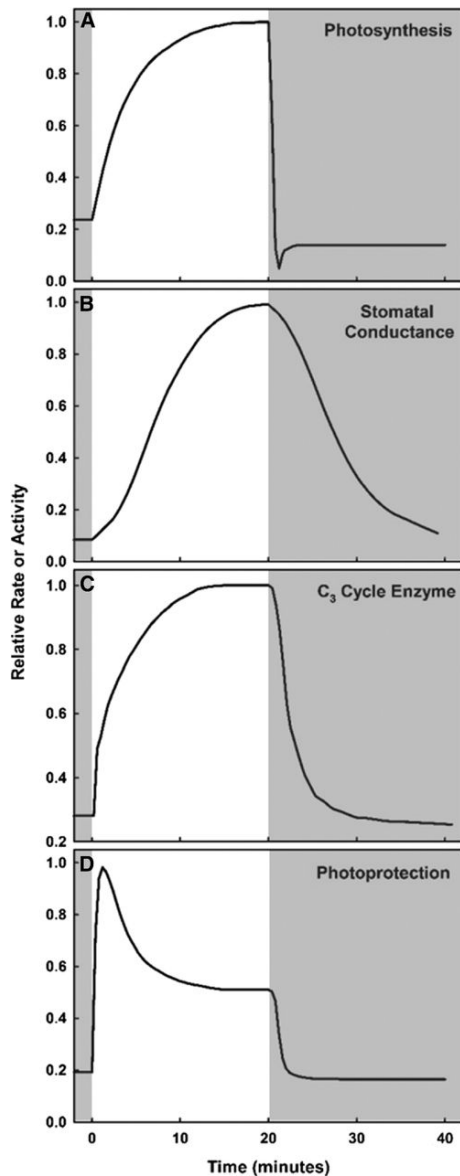 A
Photosynthesis
1.0
0.8
0.6
0.4
0.2
0.0
B
Stomatal
Conductance
1.0
0.8
0.6
0.4
0.2
0.0
Relative Rate or Activity
C
C₃ Cycle Enzyme
1.0
0.8
0.6
0.4
0.2
D
Photoprotection
1.0
0.8
0.6
0.4
0.2
0.0
0 10 20 30 40
Time (minutes)